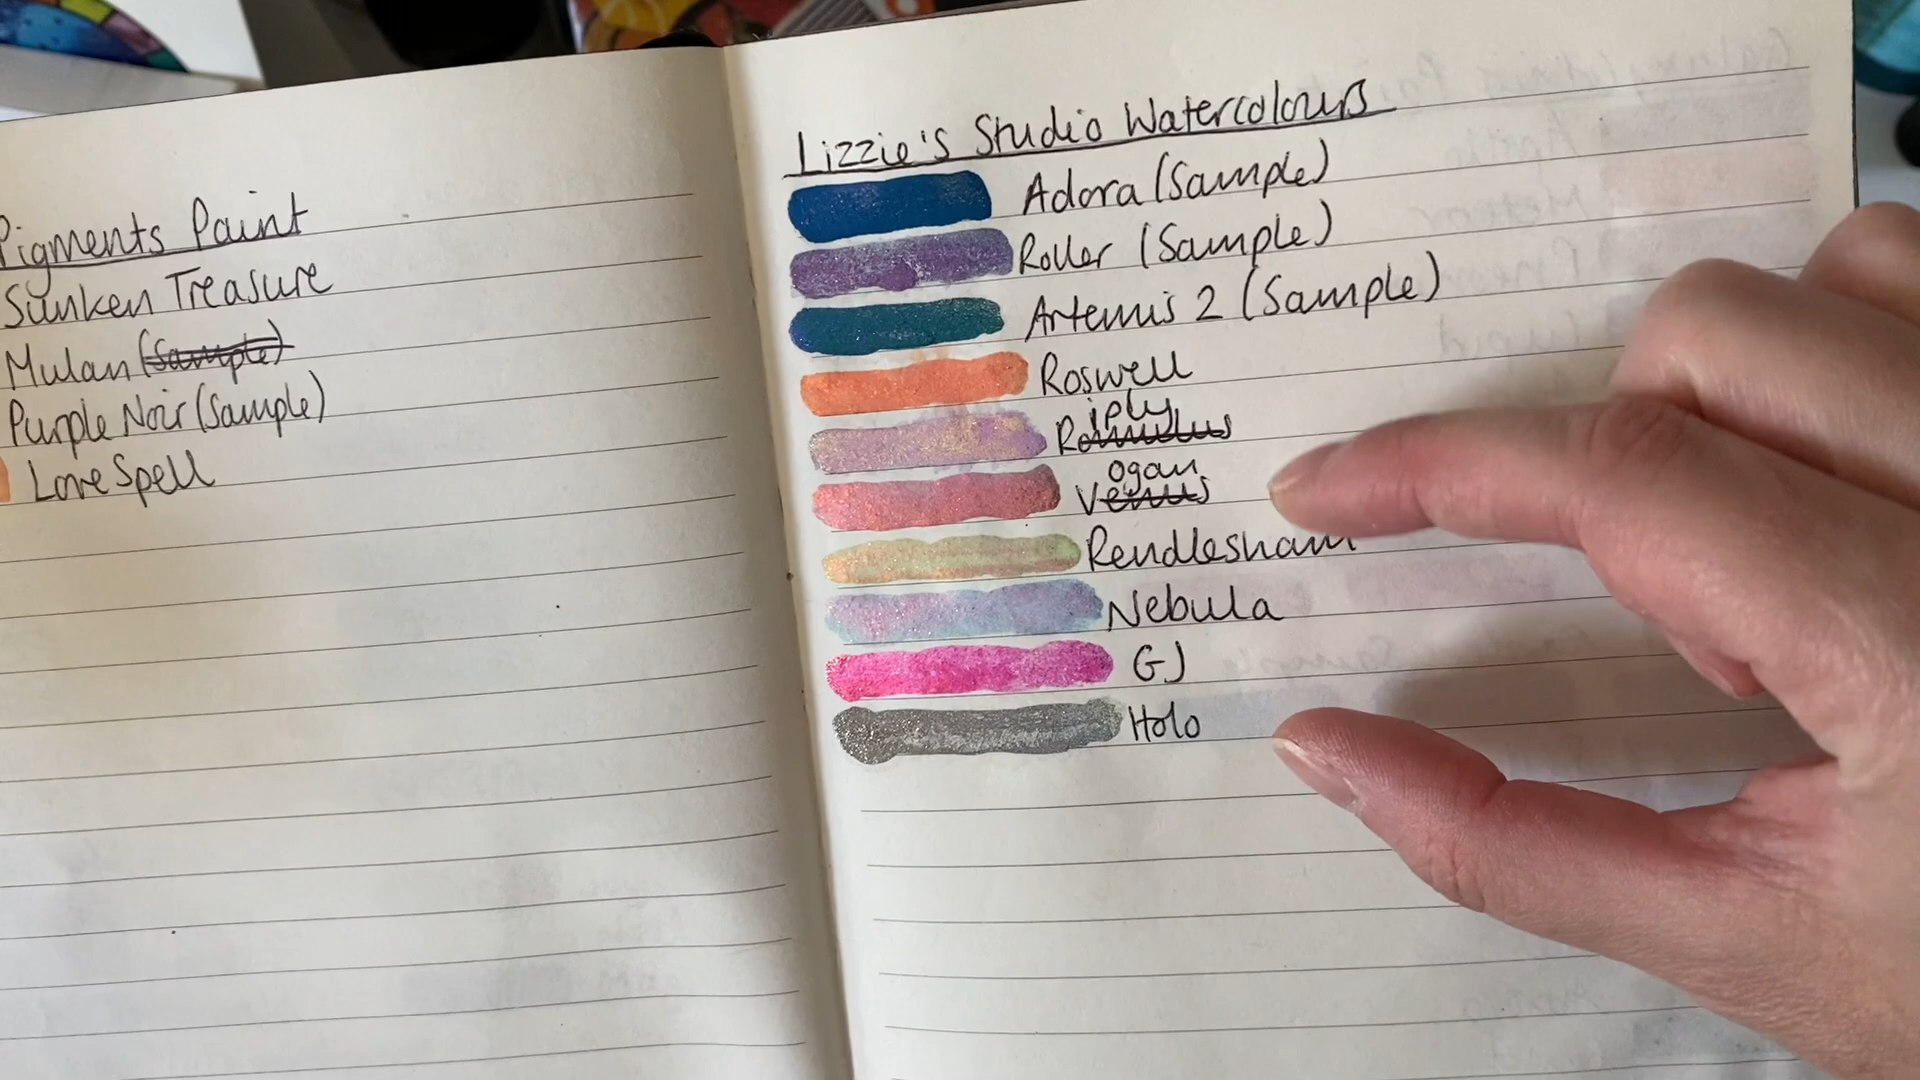 Pigments Paint
Sunken Treasure
Mulan (Sample)
Purple Noir (Sample)
Love Spell
Lizzie's Studio Watercolours
Adora (Sample)
Roller (Sample)
Artemis 2 (Sample)
Roswell
iply
Romulus
ogan
Venus
Rendlesham
Nebula
GJ
Holo